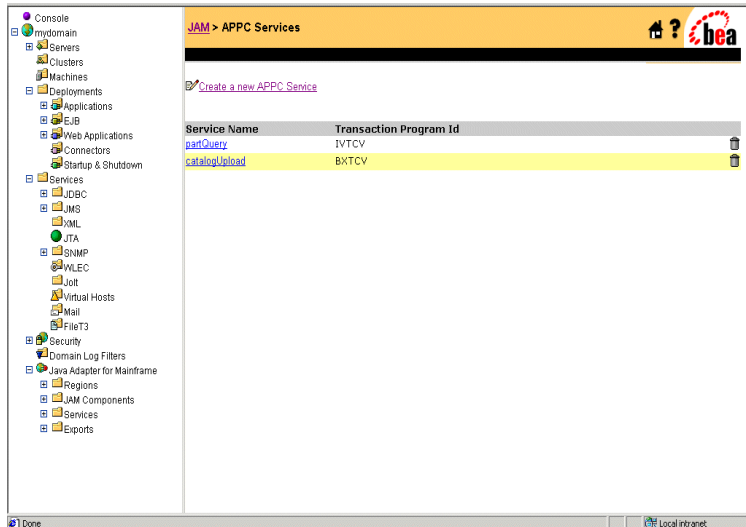 Console
mydomain
Servers
Clusters
Machines
Deployments
Applications
EJB
Web Applications
Connectors
Startup & Shutdown
Services
JDBC
JMS
XML
JTA
SNMP
WLEC
Jolt
Virtual Hosts
Mail
FileT3
Security
Domain Log Filters
Java Adapter for Mainframe
Regions
JAM Components
Services
Exports
JAM > APPC Services
?
bea
Create a new APPC Service
Service Name Transaction Program Id
partQuery IVTCV
catalogUpload BXTCV
Done Local intranet